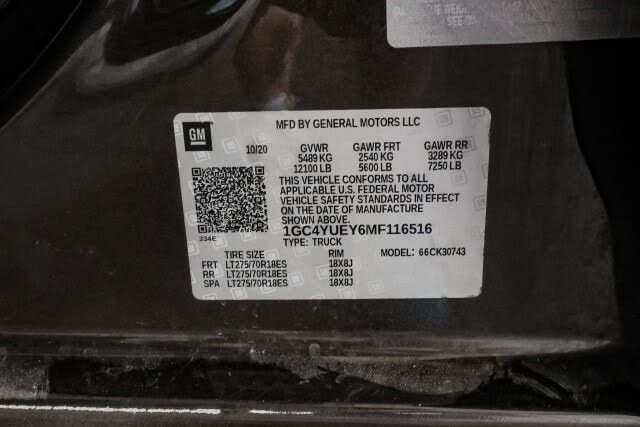 SEE O
GM
MFD BY GENERAL MOTORS LLC
10/20 GVWR GAWR FRT GAWR RR
5489 KG 2540 KG 3289 KG
12100 LB 5600 LB 7250 LB
THIS VEHICLE CONFORMS TO ALL
APPLICABLE U.S. FEDERAL MOTOR
VEHICLE SAFETY STANDARDS IN EFFECT
ON THE DATE OF MANUFACTURE
SHOWN ABOVE.
334E
1GC4YUEY6MF116516
TYPE: TRUCK
MODEL: 66CK30743
TIRE SIZE RIM
FRT LT275/70R18ES 18X8J
RR LT275/70R18ES 18X8J
SPA LT275/70R18ES 18X8J